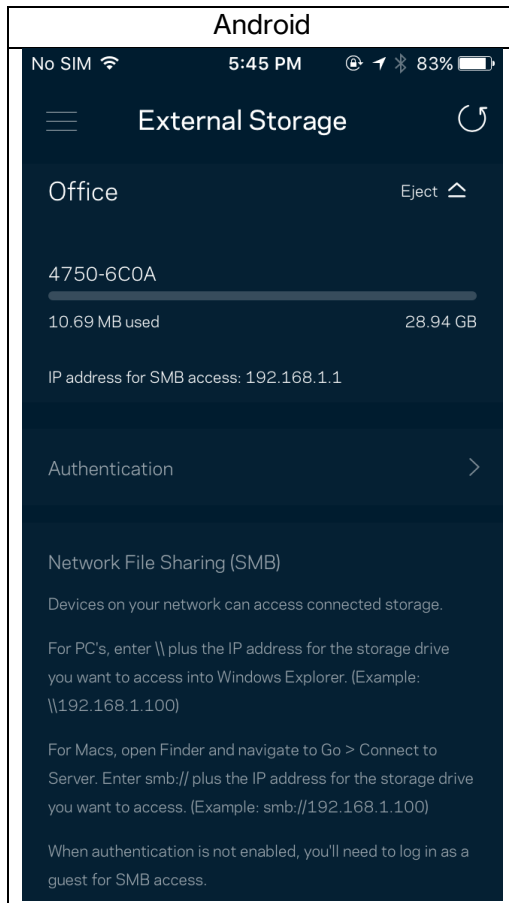 Android
No SIM 5:45 PM 83%
External Storage
Office Eject
4750-6C0A
10.69 MB used 28.94 GB
IP address for SMB access: 192.168.1.1
Authentication
Network File Sharing (SMB)
Devices on your network can access connected storage.
For PC's, enter \\ plus the IP address for the storage drive
you want to access into Windows Explorer. (Example:
\\192.168.1.100)
For Macs, open Finder and navigate to Go > Connect to
Server. Enter smb:// plus the IP address for the storage drive
you want to access. (Example: smb://192.168.1.100)
When authentication is not enabled, you'll need to log in as a
guest for SMB access.